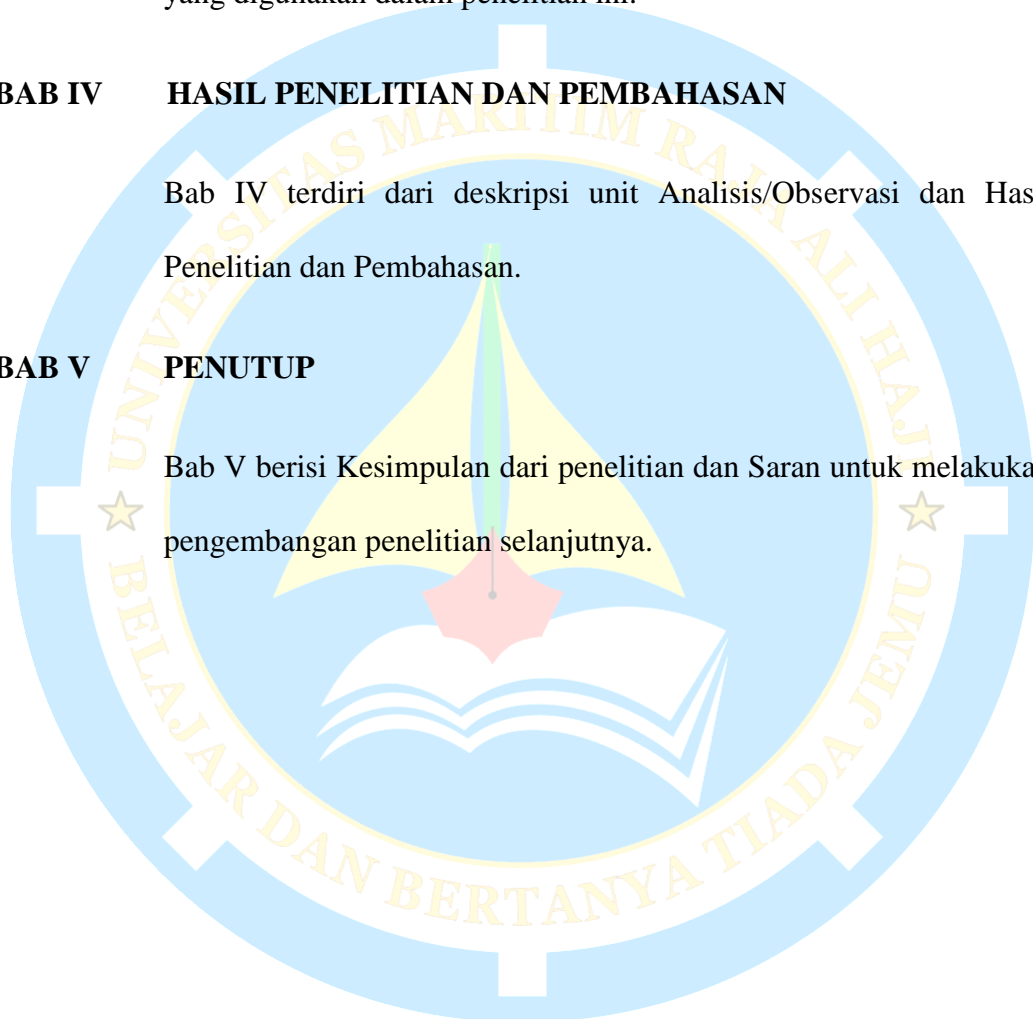 yang digunakan dalam penelitian ini.
BAB IV HASIL PENELITIAN DAN PEMBAHASAN
Bab IV terdiri dari deskripsi unit Analisis/Observasi dan Has
Penelitian dan Pembahasan.
BAB V PENUTUP
Bab V berisi Kesimpulan dari penelitian dan Saran untuk melakuka
pengembangan penelitian selanjutnya.
UNIVERSITAS MARITIM RAJA ALI HAJI
BELAJAR DAN BERTANYA TIADA JEMU